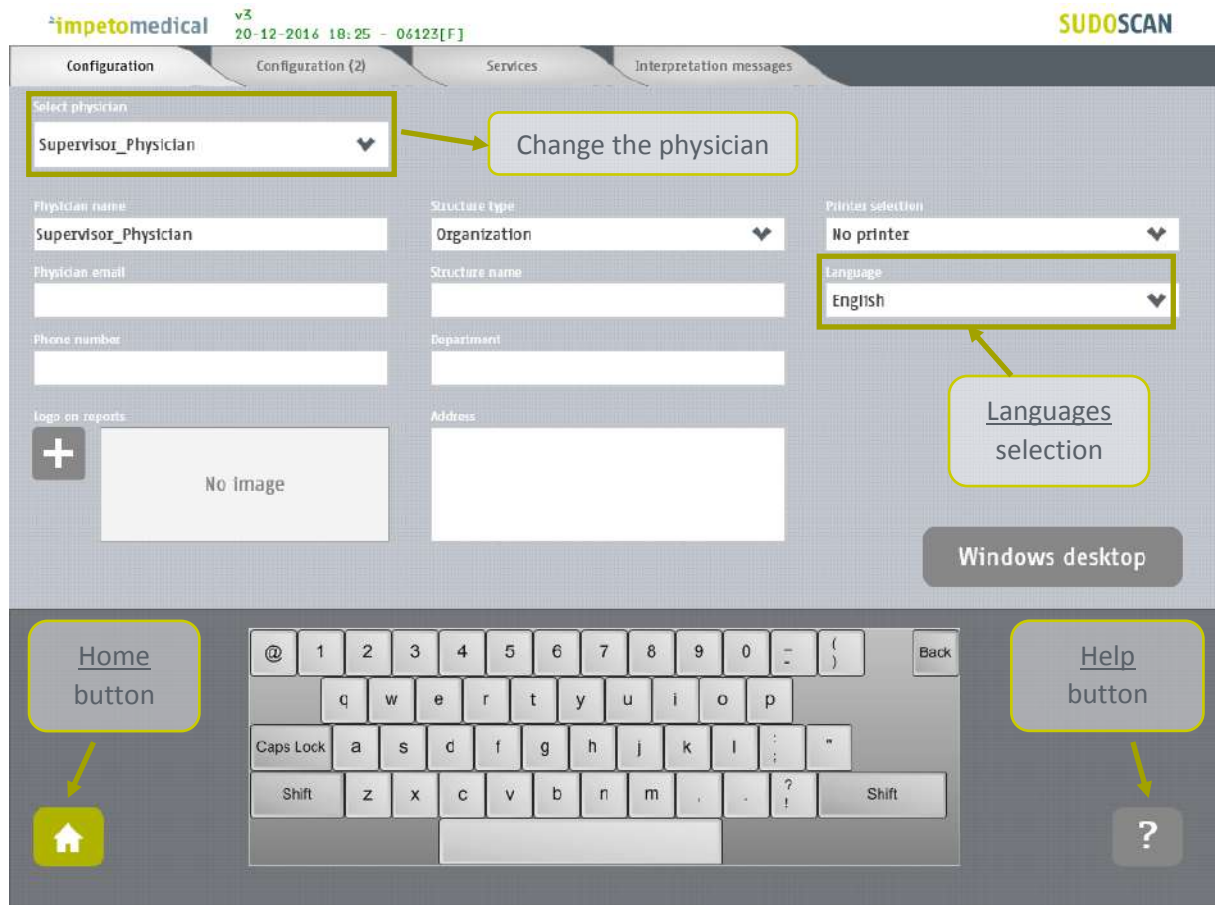 impetomedical
v3
20-12-2016 18:25 - 06123[F]
SUDOSCAN
Configuration
Configuration (2)
Services
Interpretation messages
Select physician
Supervisor_Physician
Change the physician
Physician name
Structure type
Printer selection
Supervisor_Physician
Organization
No printer
Physician email
Structure name
Language
English
Phone number
Department
Languages
selection
Logo on reports
Address
No image
Windows desktop
Home
button
@ 1 2 3 4 5 6 7 8 9 0 _ - ( ) Back
q w e r t y u i o p
Caps Lock a s d f g h j k l : ; "
Shift z x c v b n m , . ? ! Shift
Help
button
?